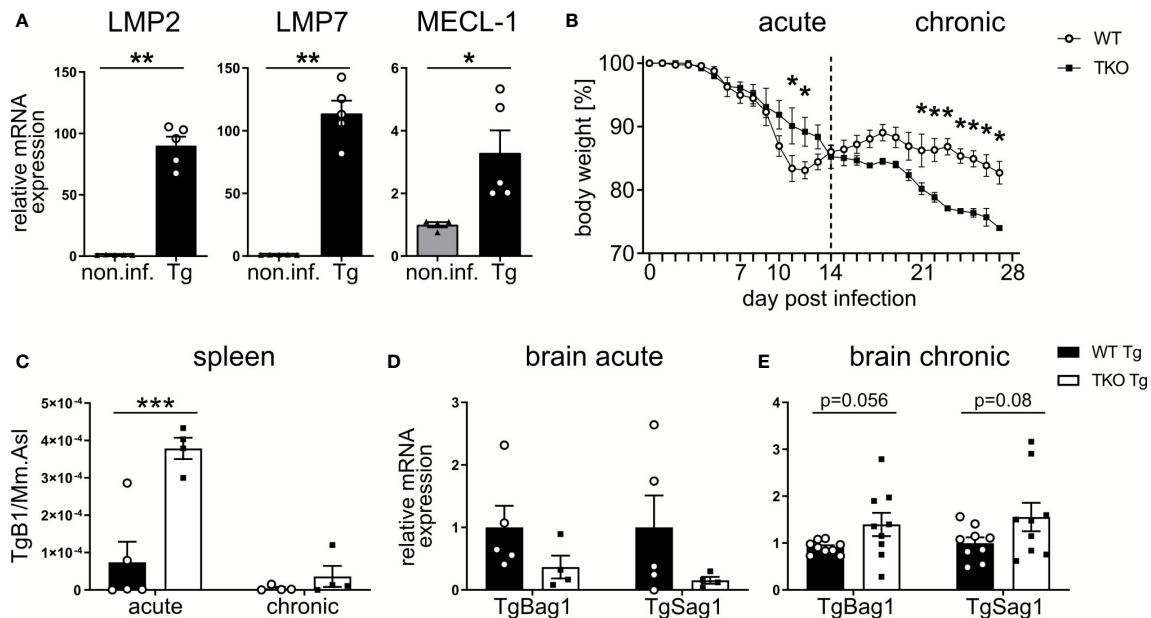 A
LMP2
LMP7
MECL-1
**
**
*
relative mRNA
expression
150
100
50
0
non.inf.
Tg
150
100
50
0
non.inf.
Tg
6
4
2
0
non.inf.
Tg
B
acute
chronic
WT
TKO
body weight [%]
100
90
80
70
**
*******
0
7
10
14
21
28
day post infection
C
spleen
TgB1/Mm.Asl
5×10⁻⁴
4×10⁻⁴
3×10⁻⁴
2×10⁻⁴
1×10⁻⁴
0
***
acute
chronic
D
brain acute
relative mRNA
expression
3
2
1
0
TgBag1
TgSag1
E
brain chronic
WT Tg
TKO Tg
4
3
2
1
0
p=0.056
p=0.08
TgBag1
TgSag1